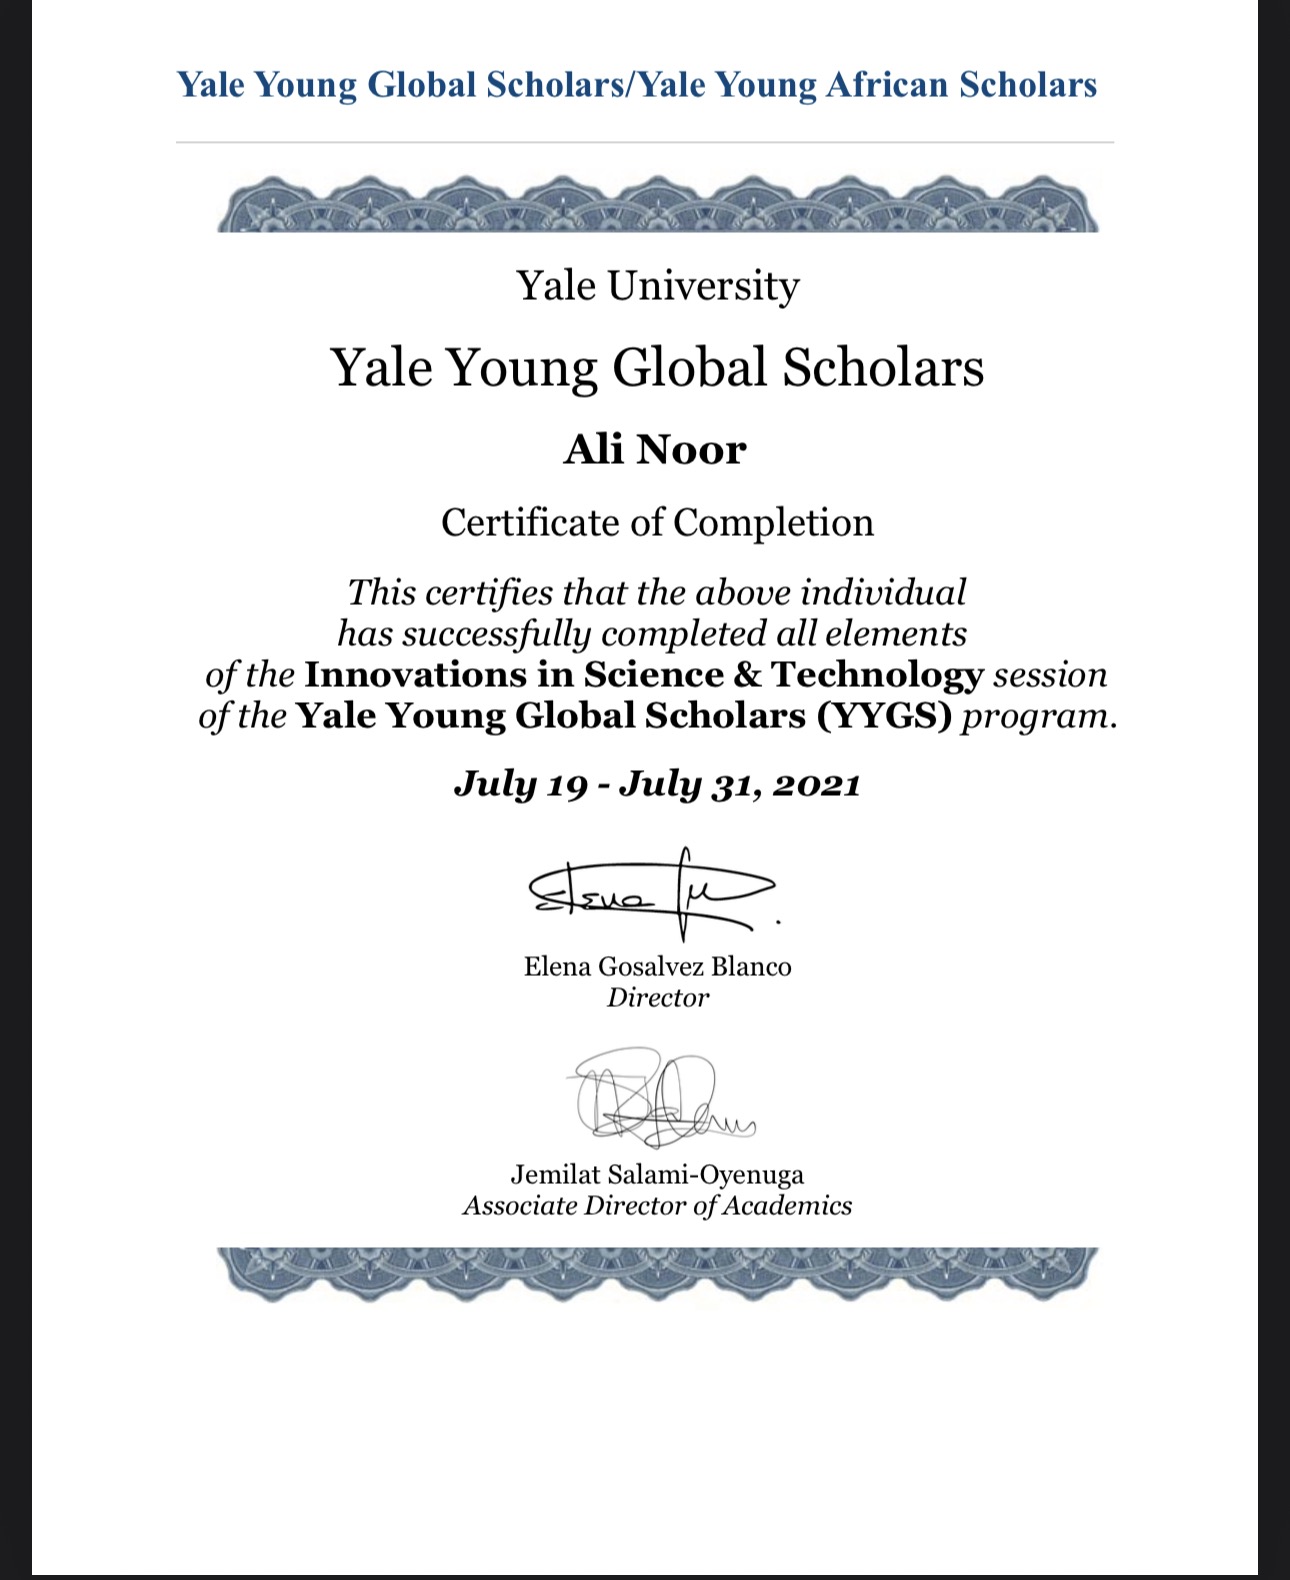 Yale Young Global Scholars/Yale Young African Scholars
Yale University
Yale Young Global Scholars
Ali Noor
Certificate of Completion
This certifies that the above individual
has successfully completed all elements
of the Innovations in Science & Technology session
of the Yale Young Global Scholars (YYGS) program.
July 19 - July 31, 2021
Elena
Elena Gosalvez Blanco
Director
Jemilat Salami-Oyenuga
Associate Director of Academics